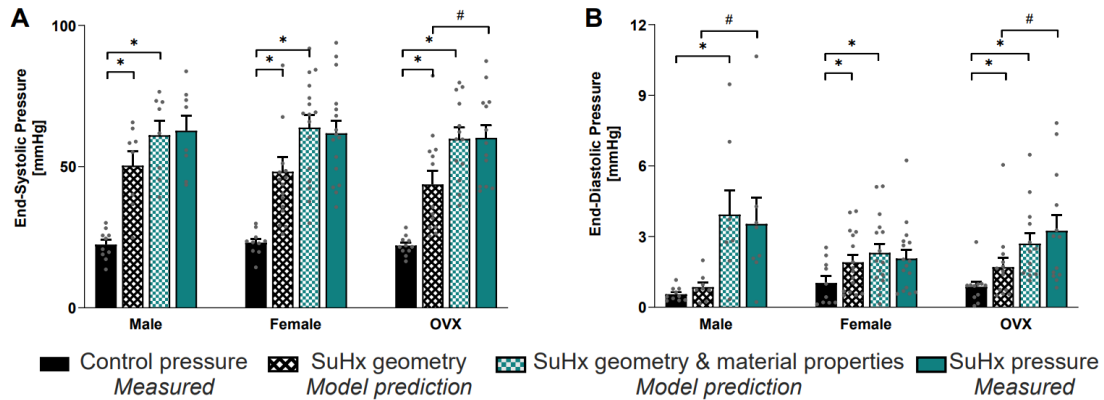 A
End-Systolic Pressure
[mmHg]
100
50
0
*
*
*
*
*
*
#
Male
Female
OVX
B
End-Diastolic Pressure
[mmHg]
12
9
6
3
0
*
#
*
*
*
*
#
Male
Female
OVX
Control pressure
Measured
SuHx geometry
Model prediction
SuHx geometry & material properties
Model prediction
SuHx pressure
Measured